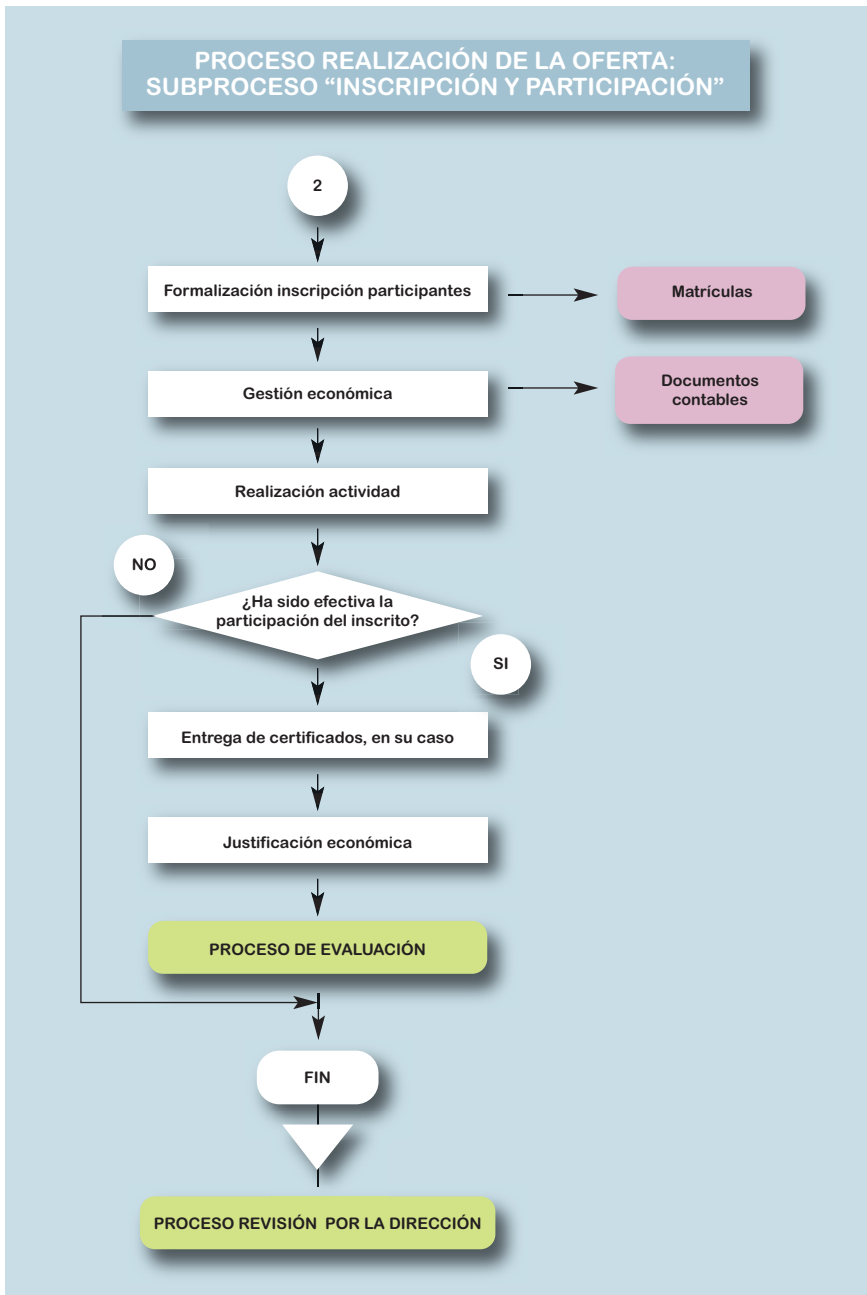 PROCESO REALIZACIÓN DE LA OFERTA:
SUBPROCESO “INSCRIPCIÓN Y PARTICIPACIÓN”
2
Formalización inscripción participantes
Matrículas
Gestión económica
Documentos
contables
Realización actividad
NO
¿Ha sido efectiva la
participación del inscrito?
SI
Entrega de certificados, en su caso
Justificación económica
PROCESO DE EVALUACIÓN
FIN
PROCESO REVISIÓN POR LA DIRECCIÓN